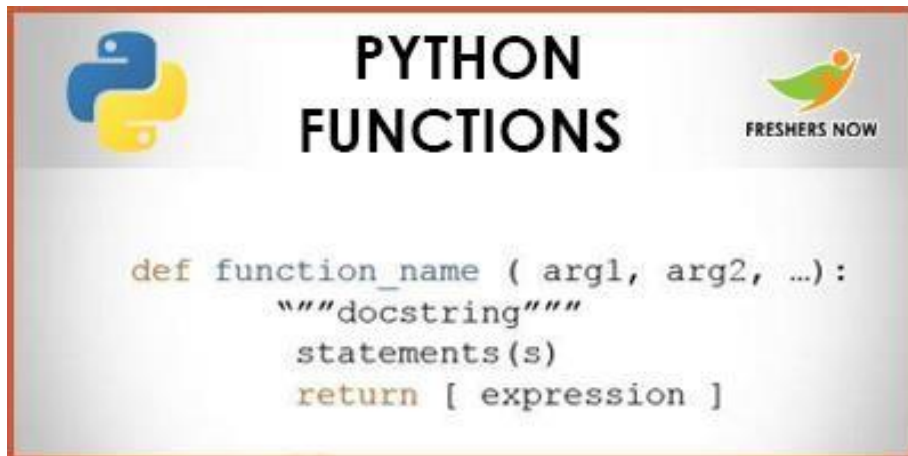 PYTHON
FUNCTIONS
FRESHERS NOW
def function_name ( arg1, arg2, …):
“””docstring”””
statements(s)
return [ expression ]